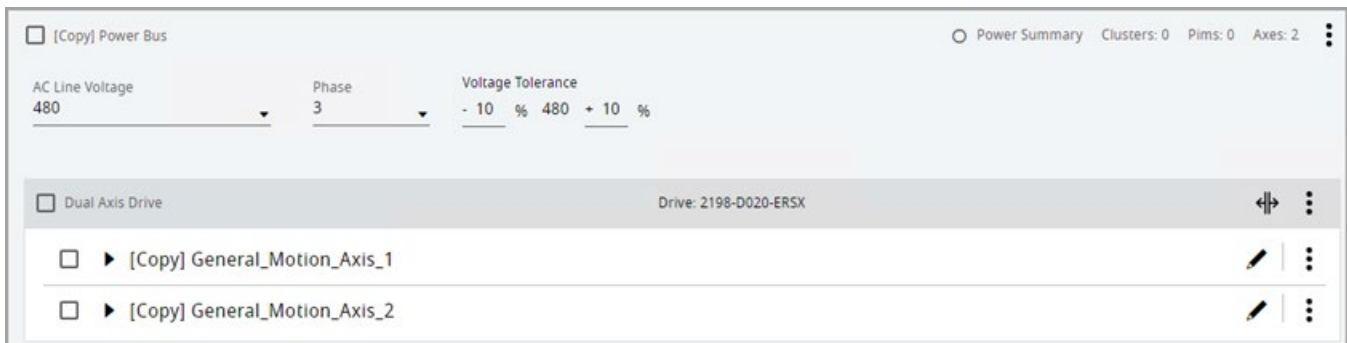 [Copy] Power Bus Power Summary Clusters: 0 Pims: 0 Axes: 2
AC Line Voltage Phase Voltage Tolerance
480 3 - 10 % 480 + 10 %
Dual Axis Drive Drive: 2198-D020-ERSX
[Copy] General_Motion_Axis_1
[Copy] General_Motion_Axis_2